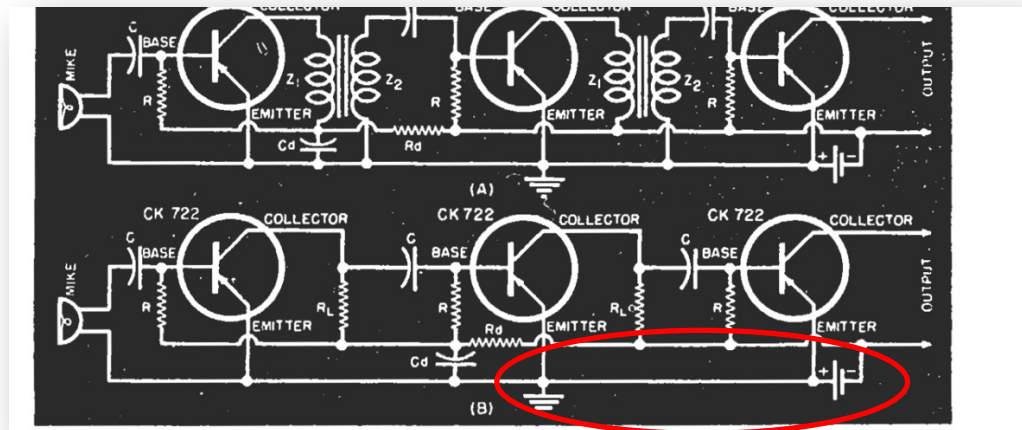 COLLECTOR BASE COLLECTOR BASE COLLECTOR
C BASE
MIKE
Z1 Z2 Z1 Z2
R R R
OUTPUT
EMITTER EMITTER EMITTER
Cd Rd
+ -
(A)
CK 722 CK 722 CK 722
COLLECTOR COLLECTOR COLLECTOR
C BASE C BASE C BASE
MIKE
R RL R RL R
OUTPUT
EMITTER Rd EMITTER EMITTER
Cd
+ -
(B)